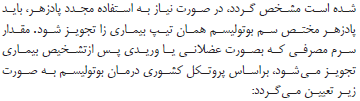 شده است مشخص گردد، در صورت نیاز به استفاده مجدد پادزهر، باید
پادزهر مختص سم بوتولیسم همان تیپ بیماری زا تجویز شود. مقدار
سرم مصرفی که بصورت عضلانی یا وریدی پس ازتشخیص بیماری
تجویز می‌شود، براساس پروتکل کشوری درمان بوتولیسم به صورت
زیر تعیین می‌گردد: